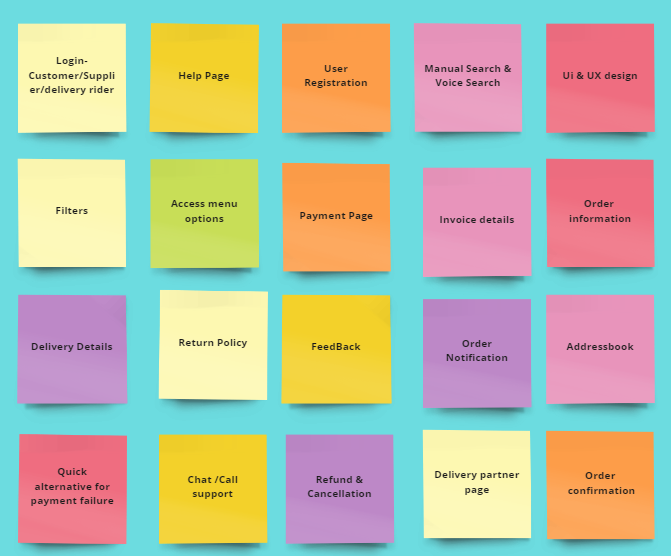 Login-
Customer/Suppli
er/delivery rider
Help Page
User
Registration
Manual Search &
Voice Search
Ui & UX design
Filters
Access menu
options
Payment Page
Invoice details
Order
information
Delivery Details
Return Policy
FeedBack
Order
Notification
Addressbook
Quick
alternative for
payment failure
Chat /Call
support
Refund &
Cancellation
Delivery partner
page
Order
confirmation